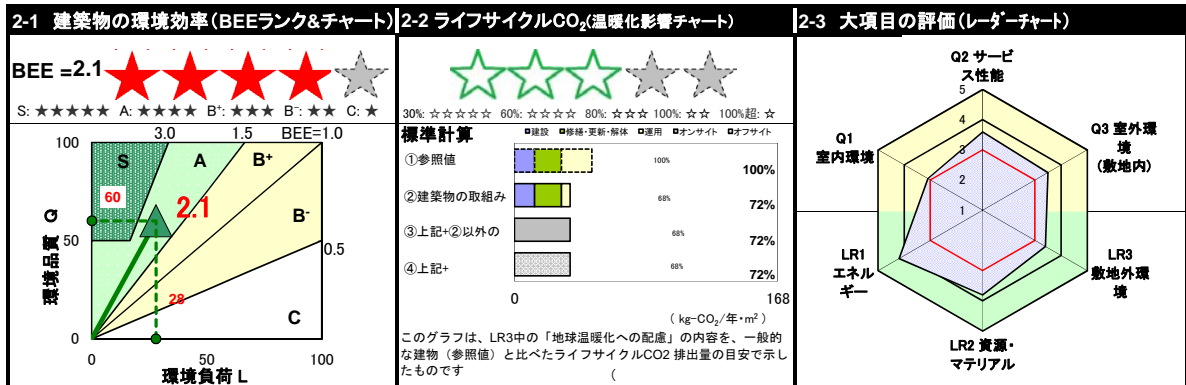 2-1 建築物の環境効率(BEEランク&チャート)
BEE =2.1
S: ★★★★★ A: ★★★★ B⁺: ★★★ B⁻: ★★ C: ★
3.0 1.5 BEE=1.0
100
S A B⁺
60
2.1
B⁻
50
0.5
環境品質 Q
28
C
0
0 50 100
環境負荷 L
2-2 ライフサイクルCO₂(温暖化影響チャート)
30%: ☆☆☆☆☆ 60%: ☆☆☆☆ 80%: ☆☆☆ 100%: ☆☆ 100%超: ☆
標準計算
■建設 ■修繕・更新・解体 □運用 ■オンサイト ■オフサイト
①参照値 100% 100%
②建築物の取組み 68% 72%
③上記+②以外の 68% 72%
④上記+ 68% 72%
0 168
( kg-CO₂/年・m² )
このグラフは、LR3中の「地球温暖化への配慮」の内容を、一般的
な建物（参照値）と比べたライフサイクルCO2 排出量の目安で示し
たものです (
2-3 大項目の評価(レーダーチャート)
Q2 サービ
ス性能
5
4
3
2
1
Q1
室内環境
Q3 室外環
境
(敷地内)
LR1
エネル
ギー
LR3
敷地外環
境
LR2 資源・
マテリアル